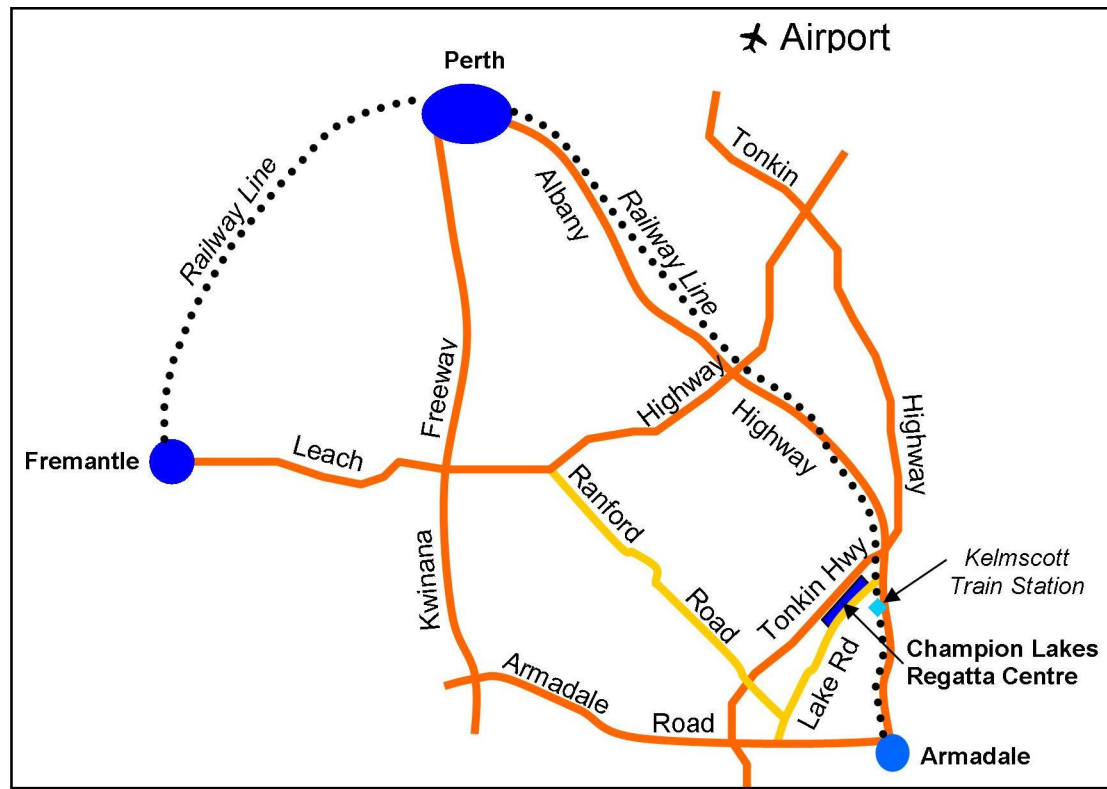 Airport
Perth
Tonkin
Albany
Railway Line
Railway Line
Freeway
Highway
Highway
Highway
Fremantle
Leach
Ranford
Kwinana
Road
Tonkin Hwy
Kelmscott
Train Station
Champion Lakes
Regatta Centre
Lake Rd
Armadale
Road
Armadale